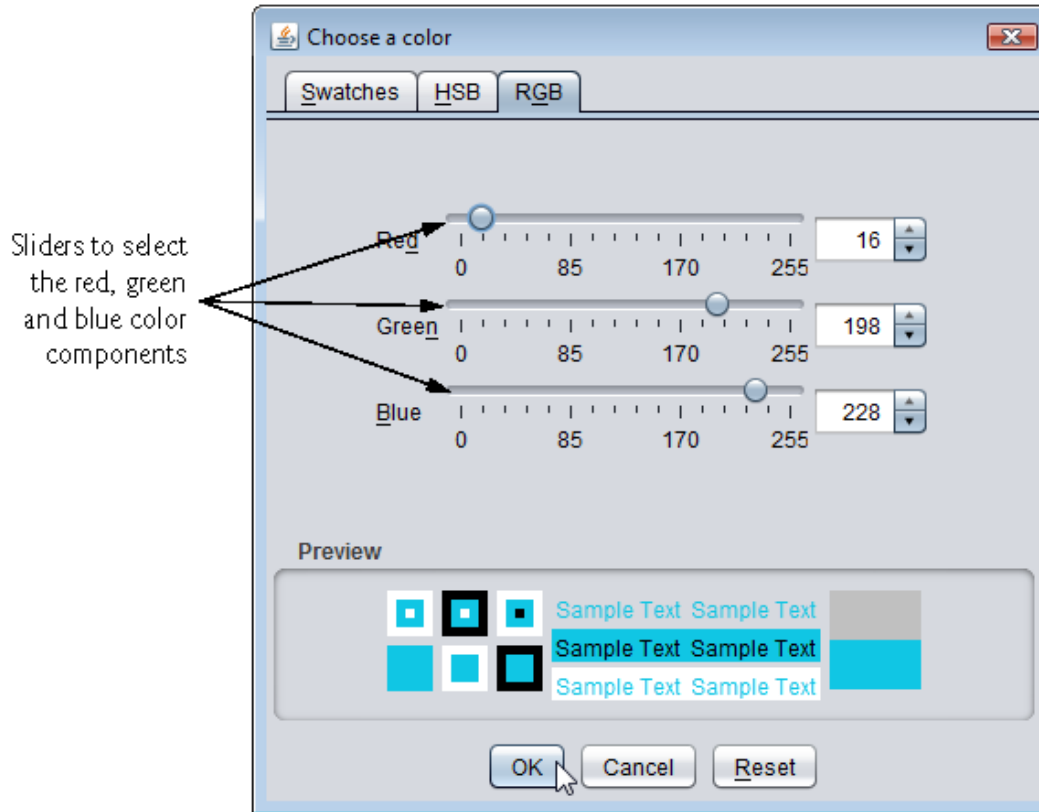 Choose a color
Swatches HSB RGB
Sliders to select
the red, green
and blue color
components
Red
0 85 170 255
16
Green
0 85 170 255
198
Blue
0 85 170 255
228
Preview
Sample Text Sample Text
Sample Text Sample Text
Sample Text Sample Text
OK Cancel Reset